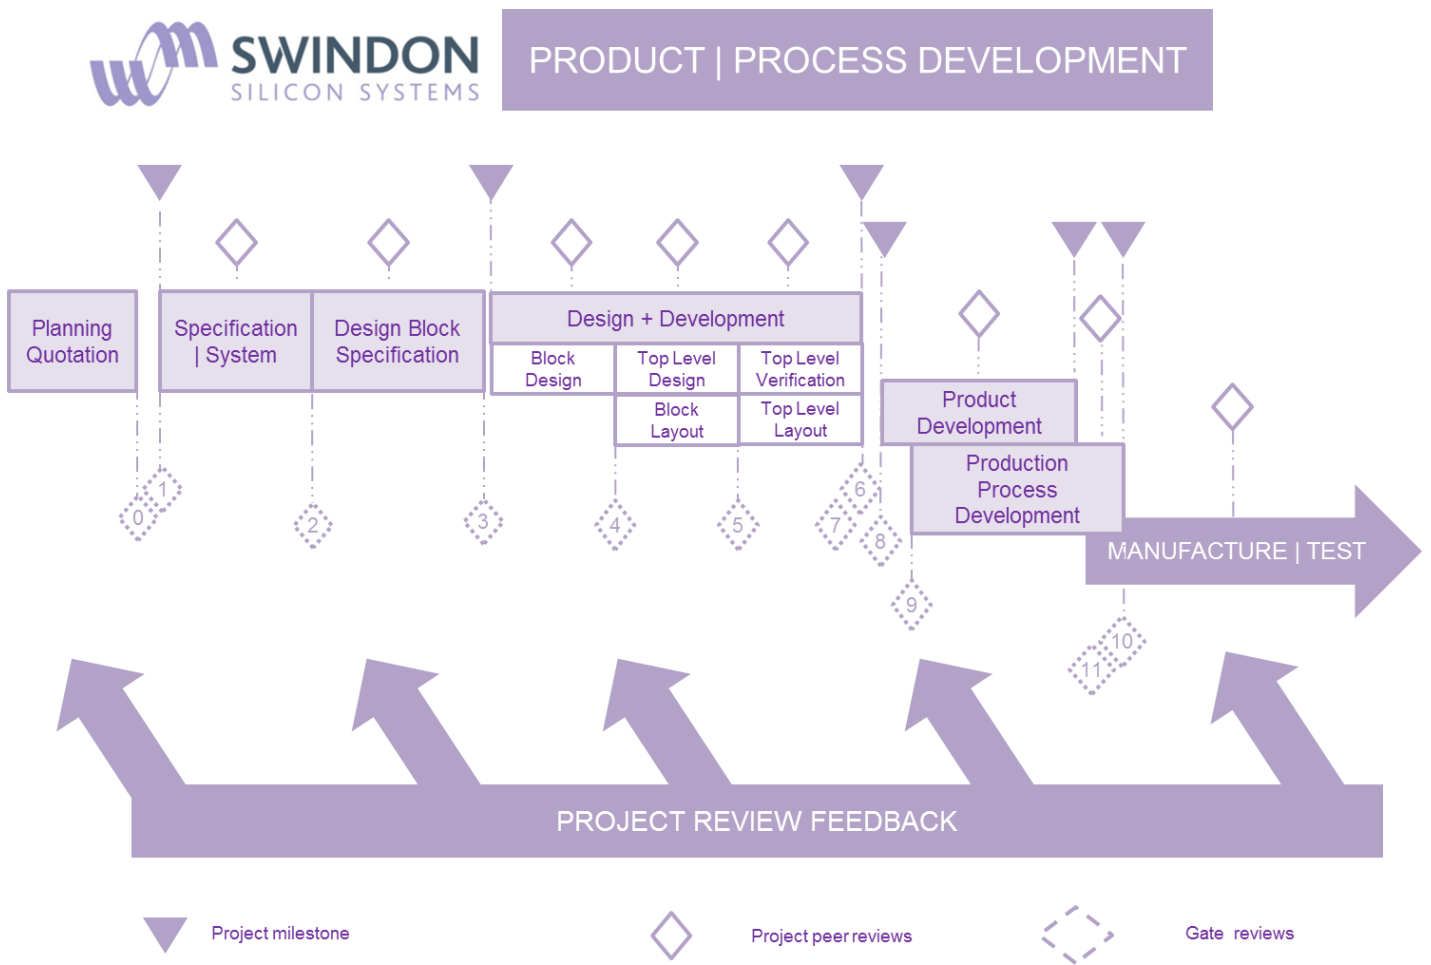 SWINDON
SILICON SYSTEMS
PRODUCT | PROCESS DEVELOPMENT
Planning
Quotation
Specification
| System
Design Block
Specification
Design + Development
Block
Design
Top Level
Design
Top Level
Verification
Block
Layout
Top Level
Layout
Product
Development
Production
Process
Development
MANUFACTURE | TEST
0
1
2
3
4
5
6
7
8
9
10
11
PROJECT REVIEW FEEDBACK
Project milestone
Project peer reviews
Gate reviews